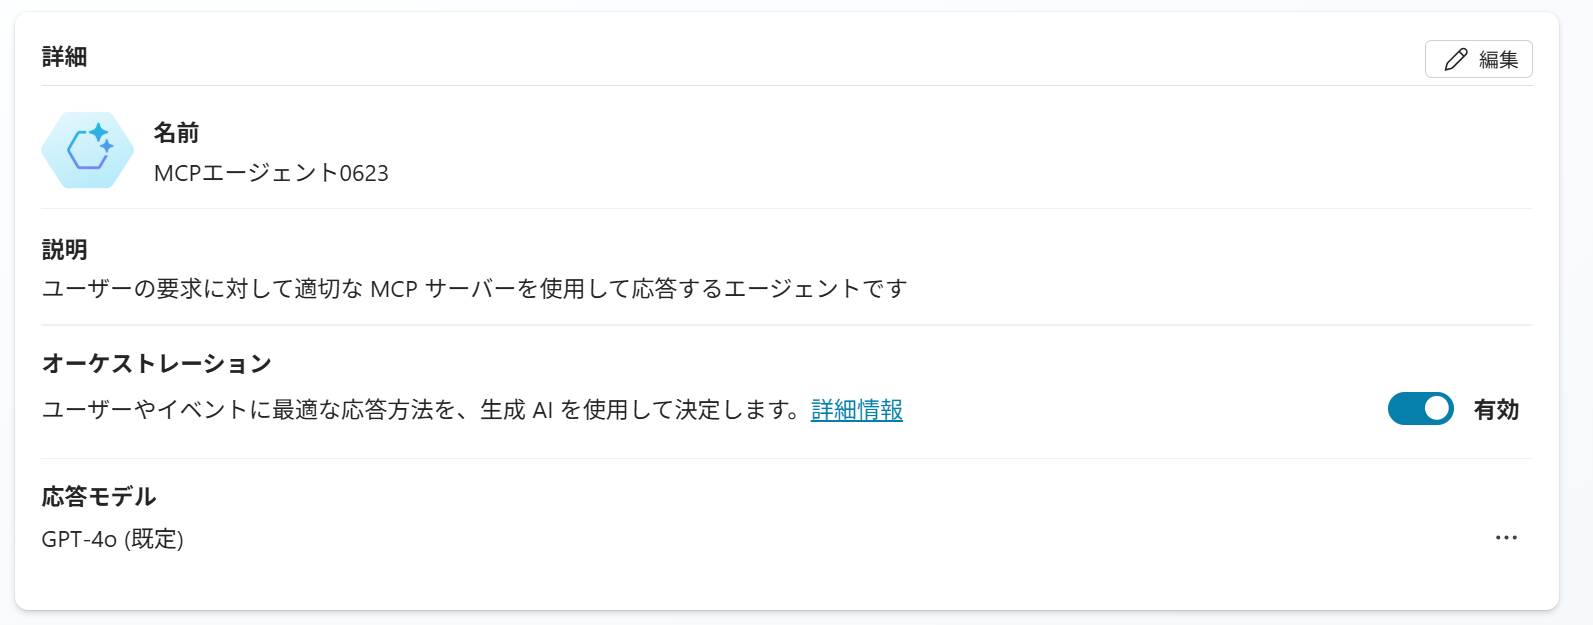 詳細
編集
名前
MCPエージェント0623
説明
ユーザーの要求に対して適切な MCP サーバーを使用して応答するエージェントです
オーケストレーション
ユーザーやイベントに最適な応答方法を、生成 AI を使用して決定します。詳細情報
有効
応答モデル
GPT-4o (既定)